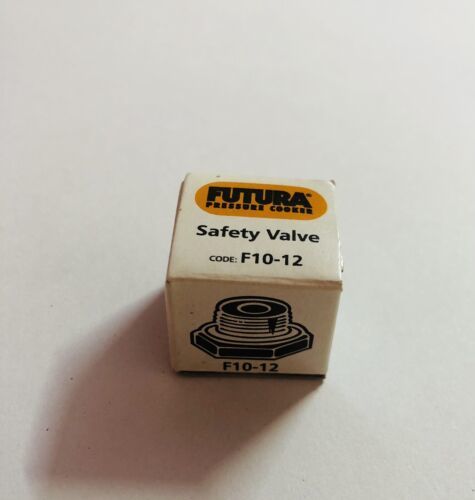 FUTURA®
PRESSURE COOKER
Safety Valve
CODE: F10-12
F10-12